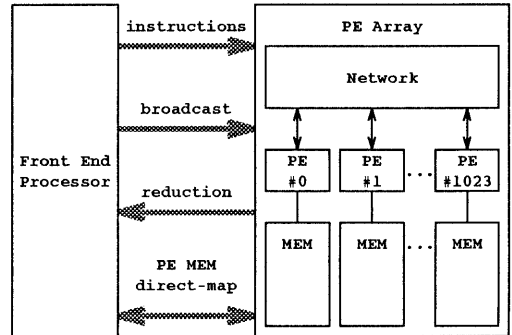 instructions
PE Array
Network
broadcast
Front End
Processor
PE
#0
PE
#1
...
PE
#1023
reduction
MEM
MEM
...
MEM
PE MEM
direct-map